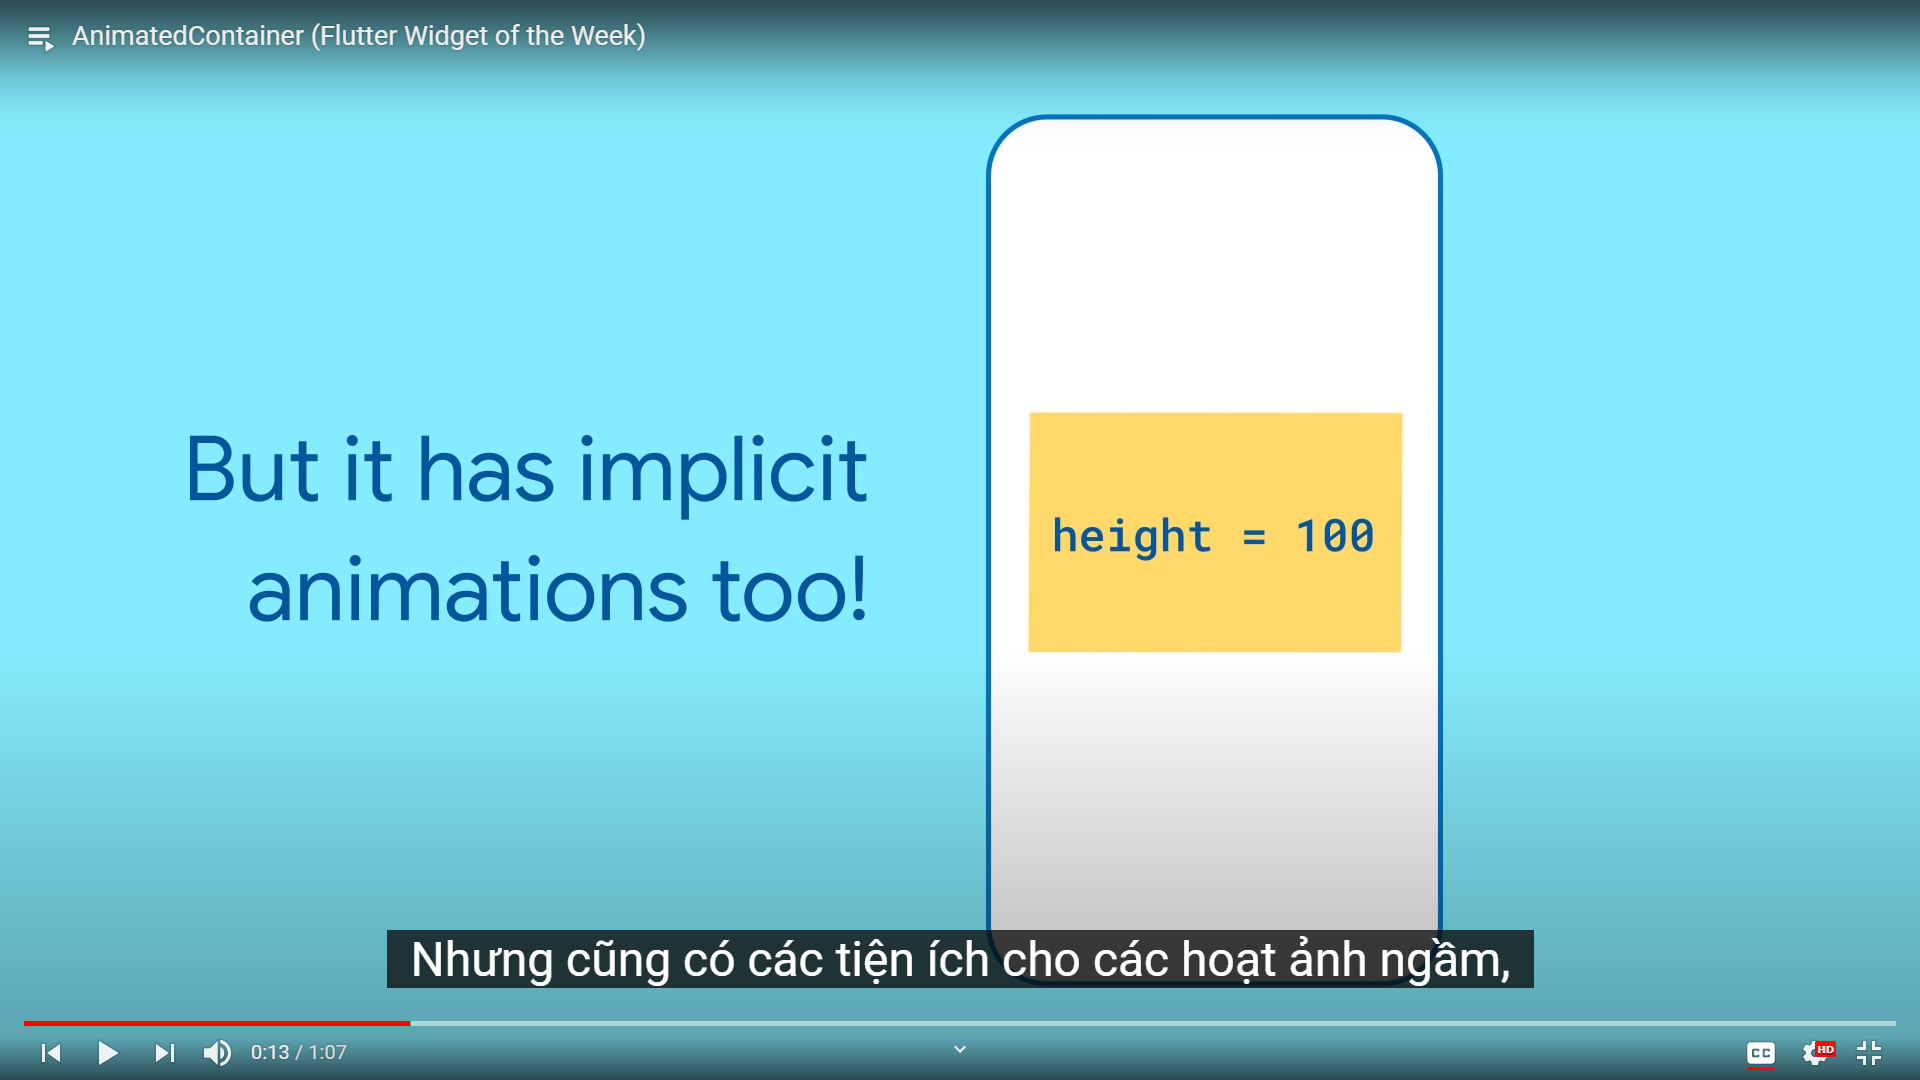 AnimatedContainer (Flutter Widget of the Week)
But it has implicit
animations too!
height = 100
Nhưng cũng có các tiện ích cho các hoạt ảnh ngầm,
0:13 / 1:07
CC
HD